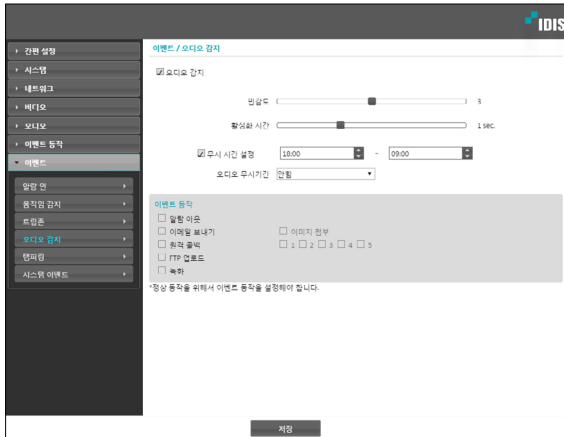 IDIS
간편 설정
시스템
네트워크
비디오
오디오
이벤트 동작
이벤트
알람 인
움직임 감지
트립존
오디오 감지
탬퍼링
시스템 이벤트
이벤트 / 오디오 감지
오디오 감지
민감도 3
활성화 시간 1 sec.
무시 시간 설정 18:00 - 09:00
오디오 무시기간 안함
이벤트 동작
알람 아웃
이메일 보내기 이미지 첨부
원격 콜백 1 2 3 4 5
FTP 업로드
녹화
*정상 동작을 위해서 이벤트 동작을 설정해야 합니다.
저장